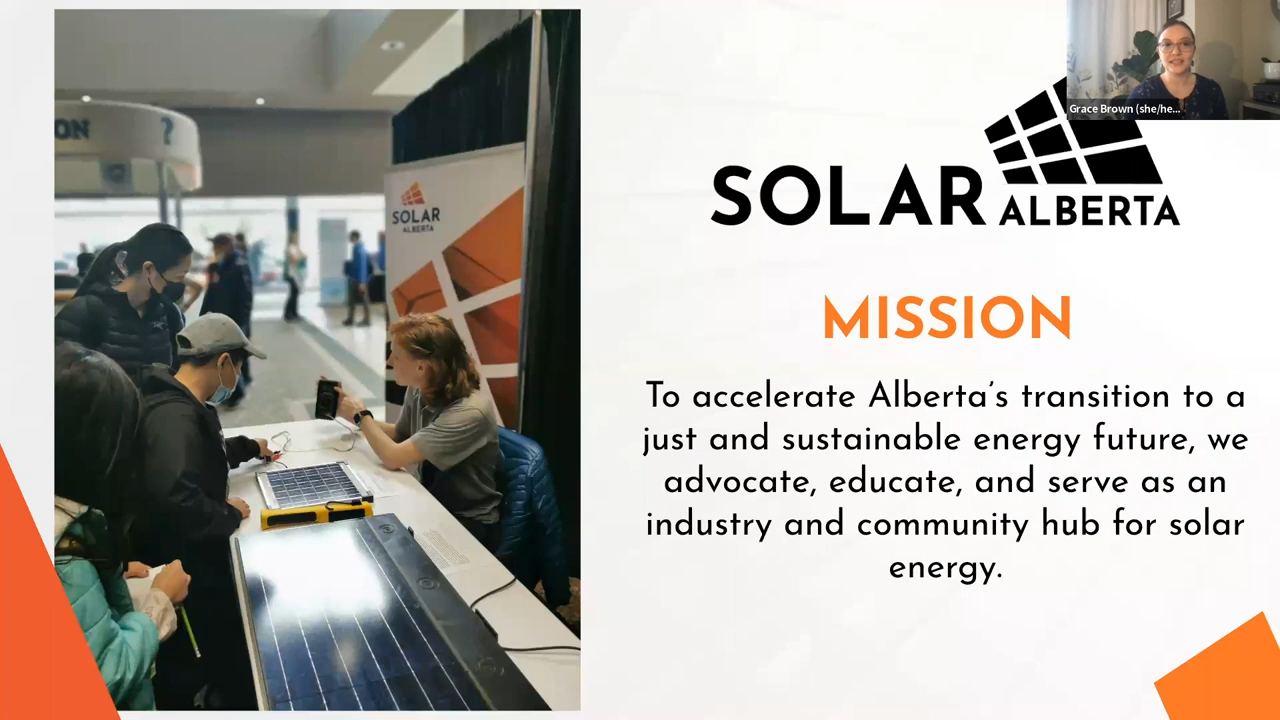 ON
?
SOLAR
ALBERTA
Grace Brown (she/he...
SOLAR ALBERTA
MISSION
To accelerate Alberta's transition to a
just and sustainable energy future, we
advocate, educate, and serve as an
industry and community hub for solar
energy.